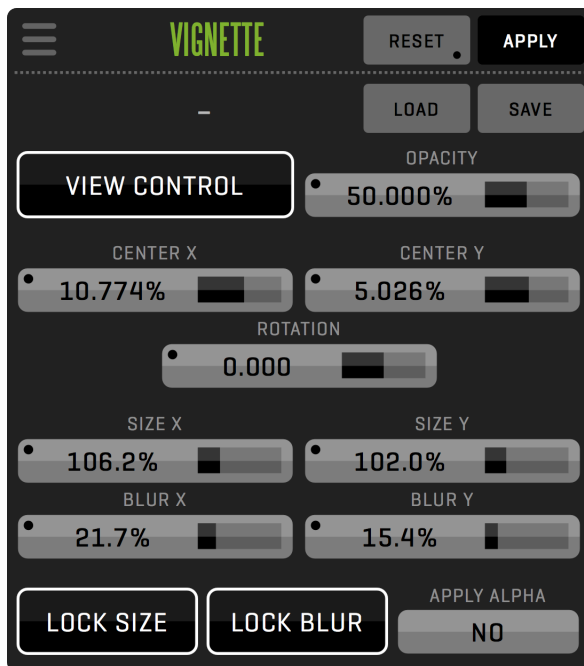 VIGNETTE
RESET
APPLY
-
LOAD
SAVE
VIEW CONTROL
OPACITY
50.000%
CENTER X
CENTER Y
10.774%
5.026%
ROTATION
0.000
SIZE X
SIZE Y
106.2%
102.0%
BLUR X
BLUR Y
21.7%
15.4%
LOCK SIZE
LOCK BLUR
APPLY ALPHA
NO